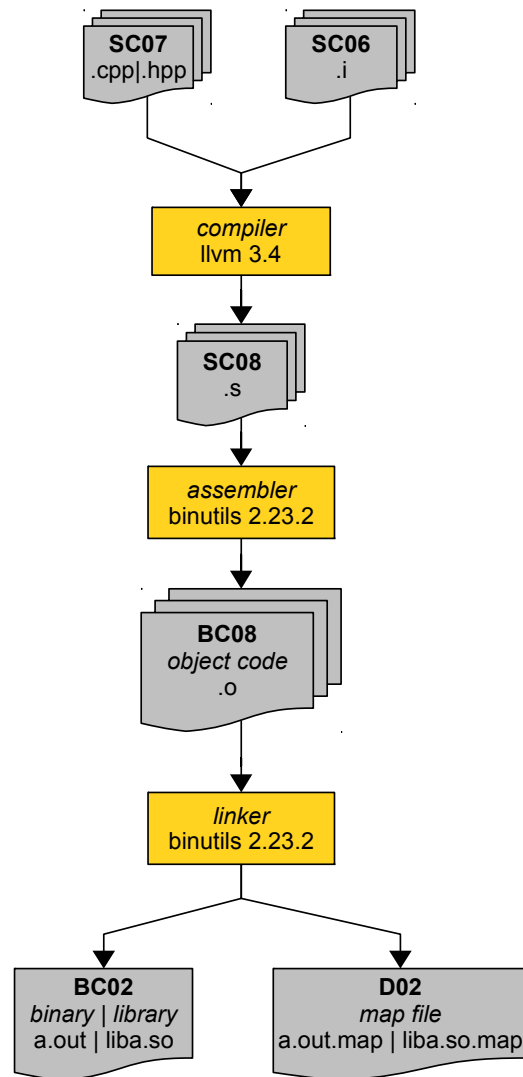 SC07
.cpp|.hpp
SC06
.i
compiler
llvm 3.4
SC08
.s
assembler
binutils 2.23.2
BC08
object code
.o
linker
binutils 2.23.2
BC02
binary | library
a.out | liba.so
D02
map file
a.out.map | liba.so.map